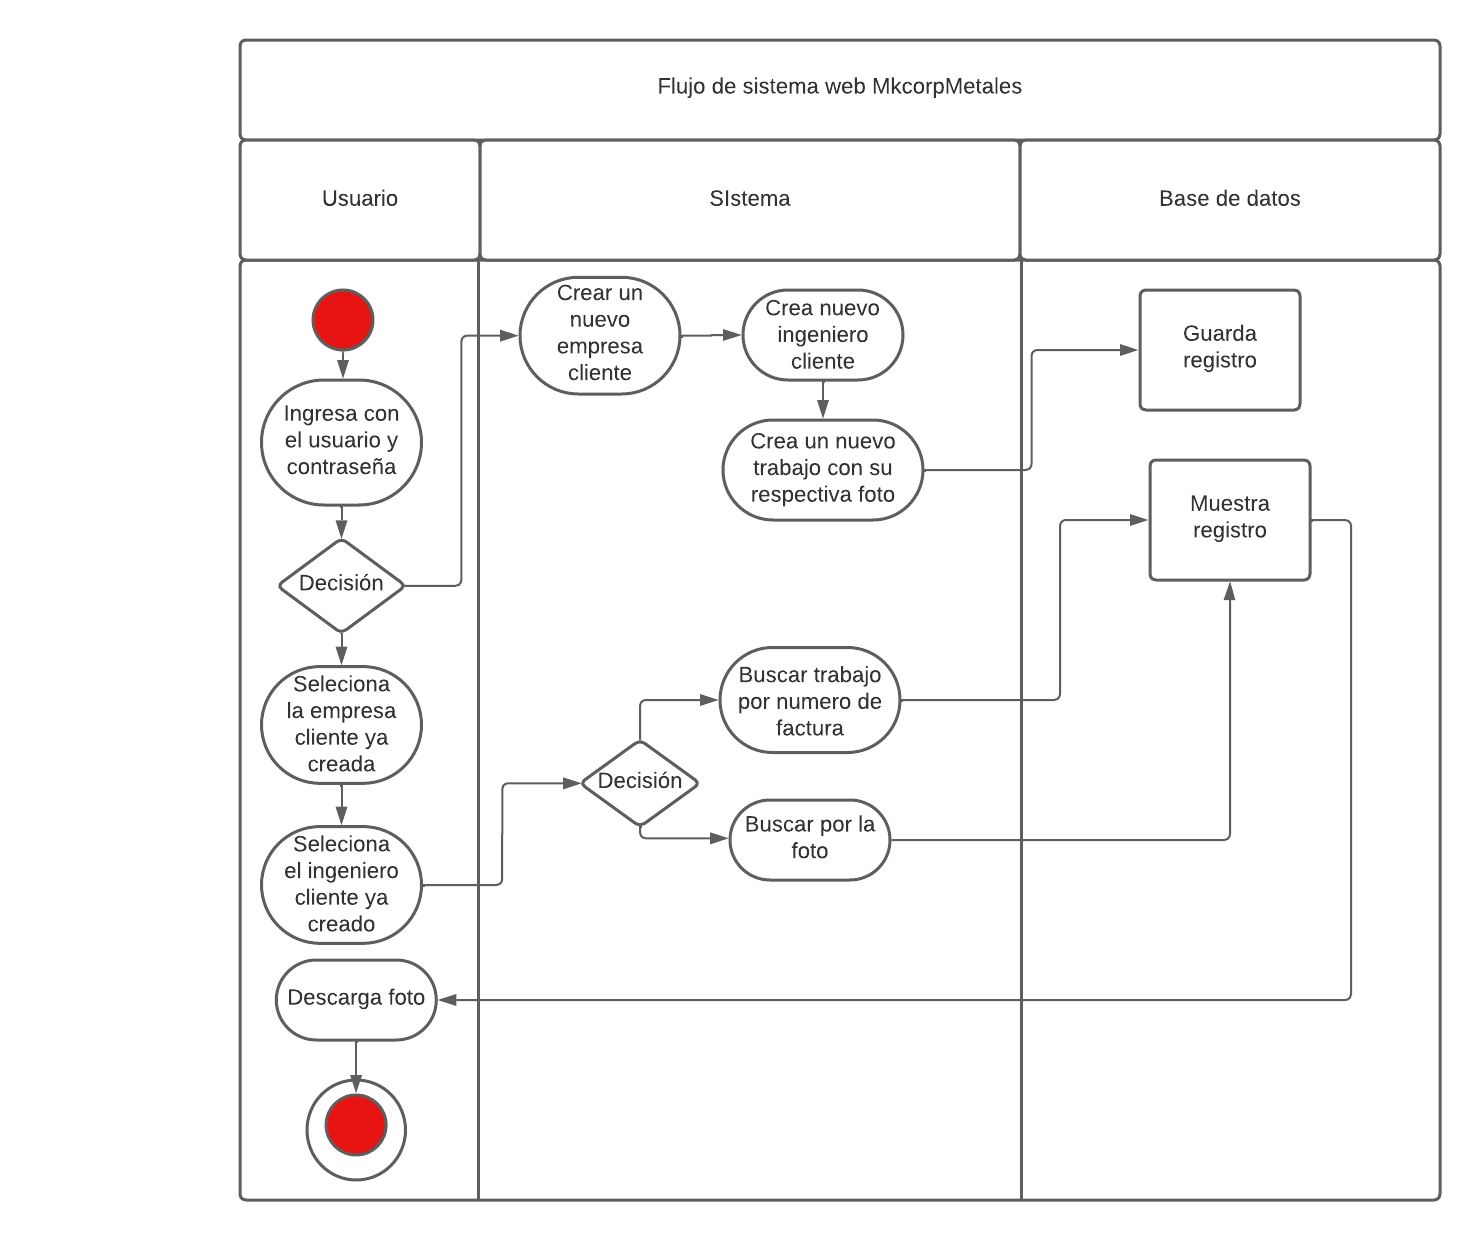 Flujo de sistema web MkcorpMetales
Usuario
SIstema
Base de datos
Crear un
nuevo
empresa
cliente
Crea nuevo
ingeniero
cliente
Guarda
registro
Ingresa con
el usuario y
contraseña
Crea un nuevo
trabajo con su
respectiva foto
Muestra
registro
Decisión
Seleciona
la empresa
cliente ya
creada
Buscar trabajo
por numero de
factura
Decisión
Buscar por la
foto
Seleciona
el ingeniero
cliente ya
creado
Descarga foto